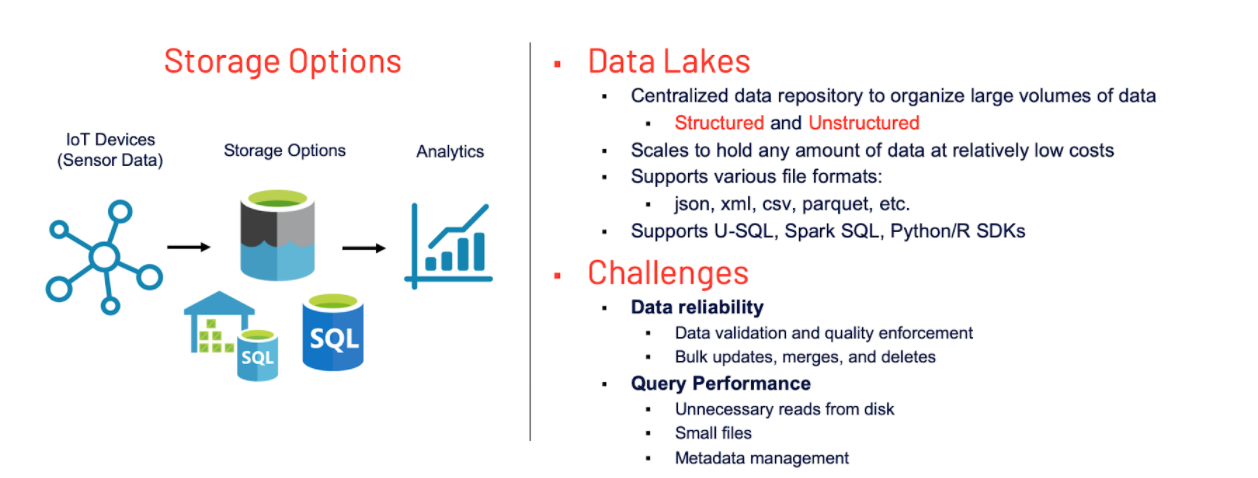 Storage Options
IoT Devices
(Sensor Data)
Storage Options
Analytics
SQL
SQL
▪ Data Lakes
▪ Centralized data repository to organize large volumes of data
▪ Structured and Unstructured
▪ Scales to hold any amount of data at relatively low costs
▪ Supports various file formats:
▪ json, xml, csv, parquet, etc.
▪ Supports U-SQL, Spark SQL, Python/R SDKs
▪ Challenges
▪ Data reliability
▪ Data validation and quality enforcement
▪ Bulk updates, merges, and deletes
▪ Query Performance
▪ Unnecessary reads from disk
▪ Small files
▪ Metadata management